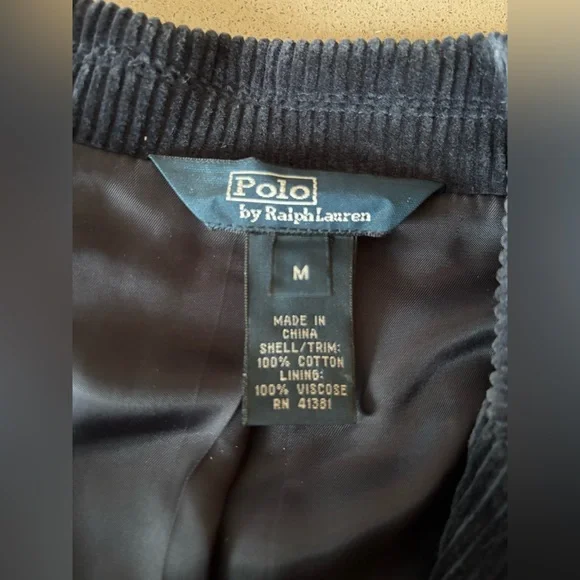 Polo
by Ralph Lauren
M
MADE IN
CHINA
SHELL/TRIM:
100% COTTON
LINING:
100% VISCOSE
RN 41381